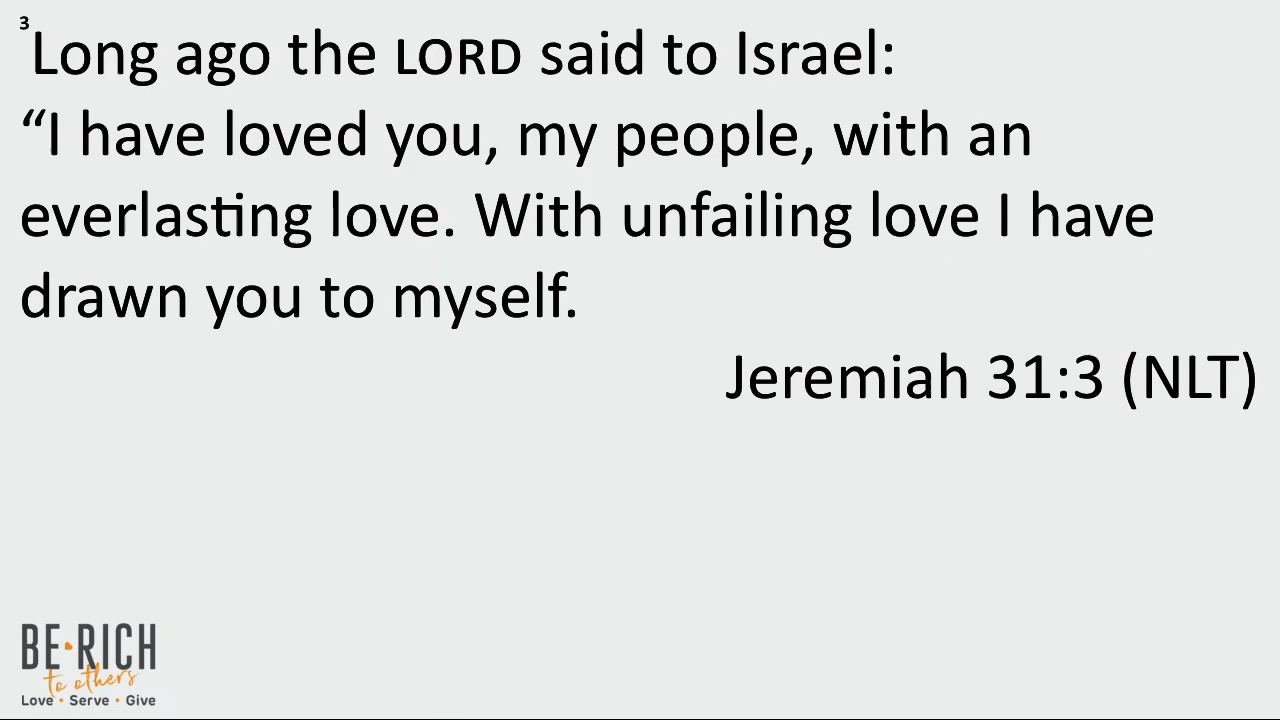 3 Long ago the LORD said to Israel:
“I have loved you, my people, with an
everlasting love. With unfailing love I have
drawn you to myself.
Jeremiah 31:3 (NLT)
BE•RICH
to others
Love • Serve • Give